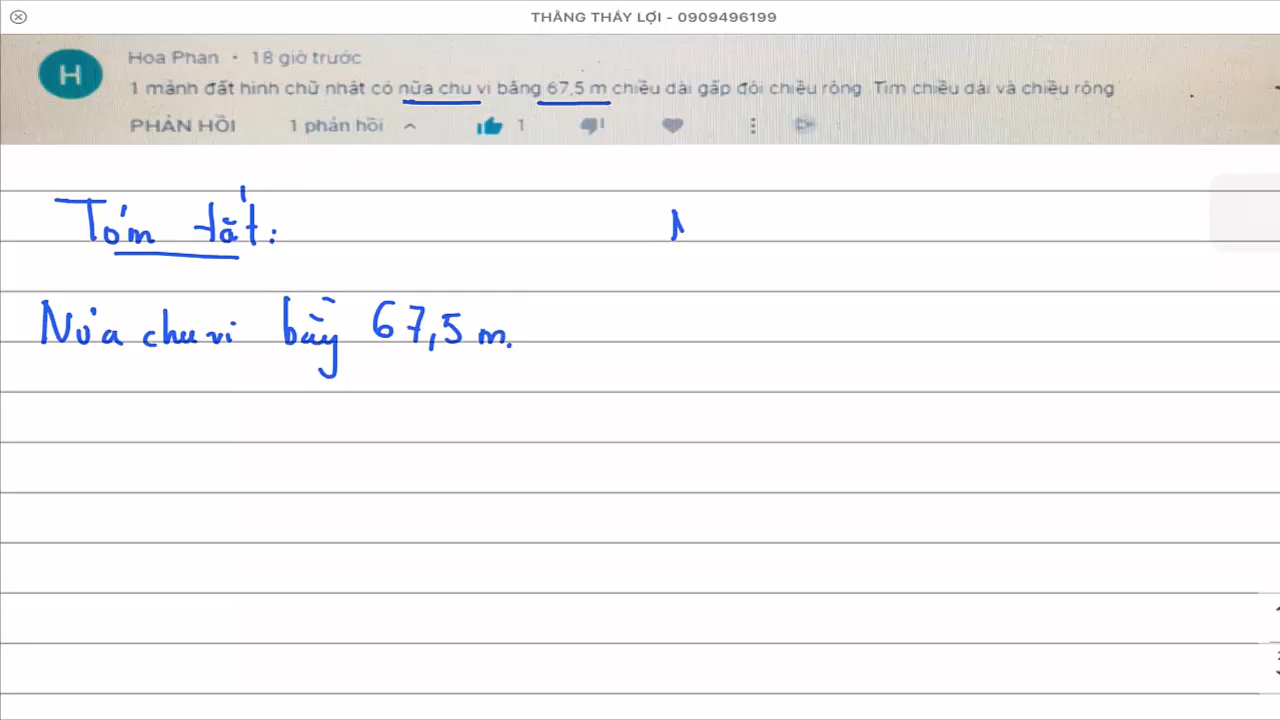 THẦNG THẦY LỢI - 0909496199
H
Hoa Phan • 18 giờ trước
1 mảnh đất hình chữ nhật có nữa chu vi bằng 67,5 m chiều dài gấp đôi chiều rộng Tìm chiều dài và chiều rộng
PHẢN HỒI 1 phản hồi 1
Tóm tắt:
Nửa chu vi bằng 67,5 m.